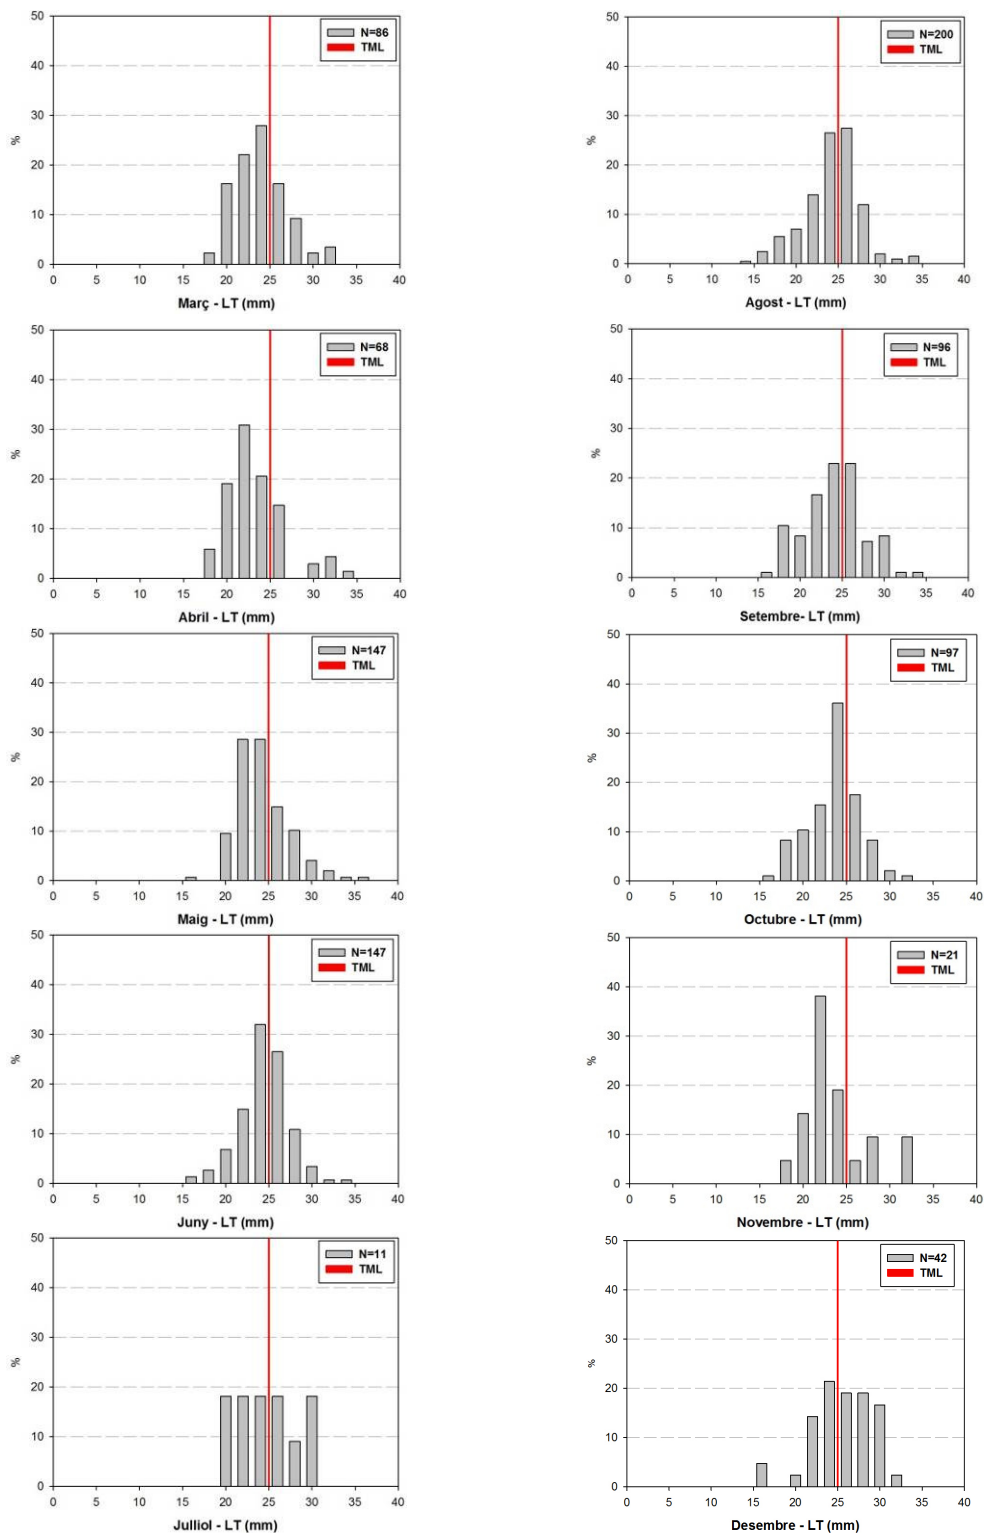 50
40
30
20
10
0
%
N=86
TML
0 5 10 15 20 25 30 35 40
Març - LT (mm)
50
40
30
20
10
0
%
N=68
TML
0 5 10 15 20 25 30 35 40
Abril - LT (mm)
50
40
30
20
10
0
%
N=147
TML
0 5 10 15 20 25 30 35 40
Maig - LT (mm)
50
40
30
20
10
0
%
N=147
TML
0 5 10 15 20 25 30 35 40
Juny - LT (mm)
50
40
30
20
10
0
%
N=11
TML
0 5 10 15 20 25 30 35 40
Julliol - LT (mm)
50
40
30
20
10
0
%
N=200
TML
0 5 10 15 20 25 30 35 40
Agost - LT (mm)
50
40
30
20
10
0
%
N=96
TML
0 5 10 15 20 25 30 35 40
Setembre- LT (mm)
50
40
30
20
10
0
%
N=97
TML
0 5 10 15 20 25 30 35 40
Octubre - LT (mm)
50
40
30
20
10
0
%
N=21
TML
0 5 10 15 20 25 30 35 40
Novembre - LT (mm)
50
40
30
20
10
0
%
N=42
TML
0 5 10 15 20 25 30 35 40
Desembre - LT (mm)